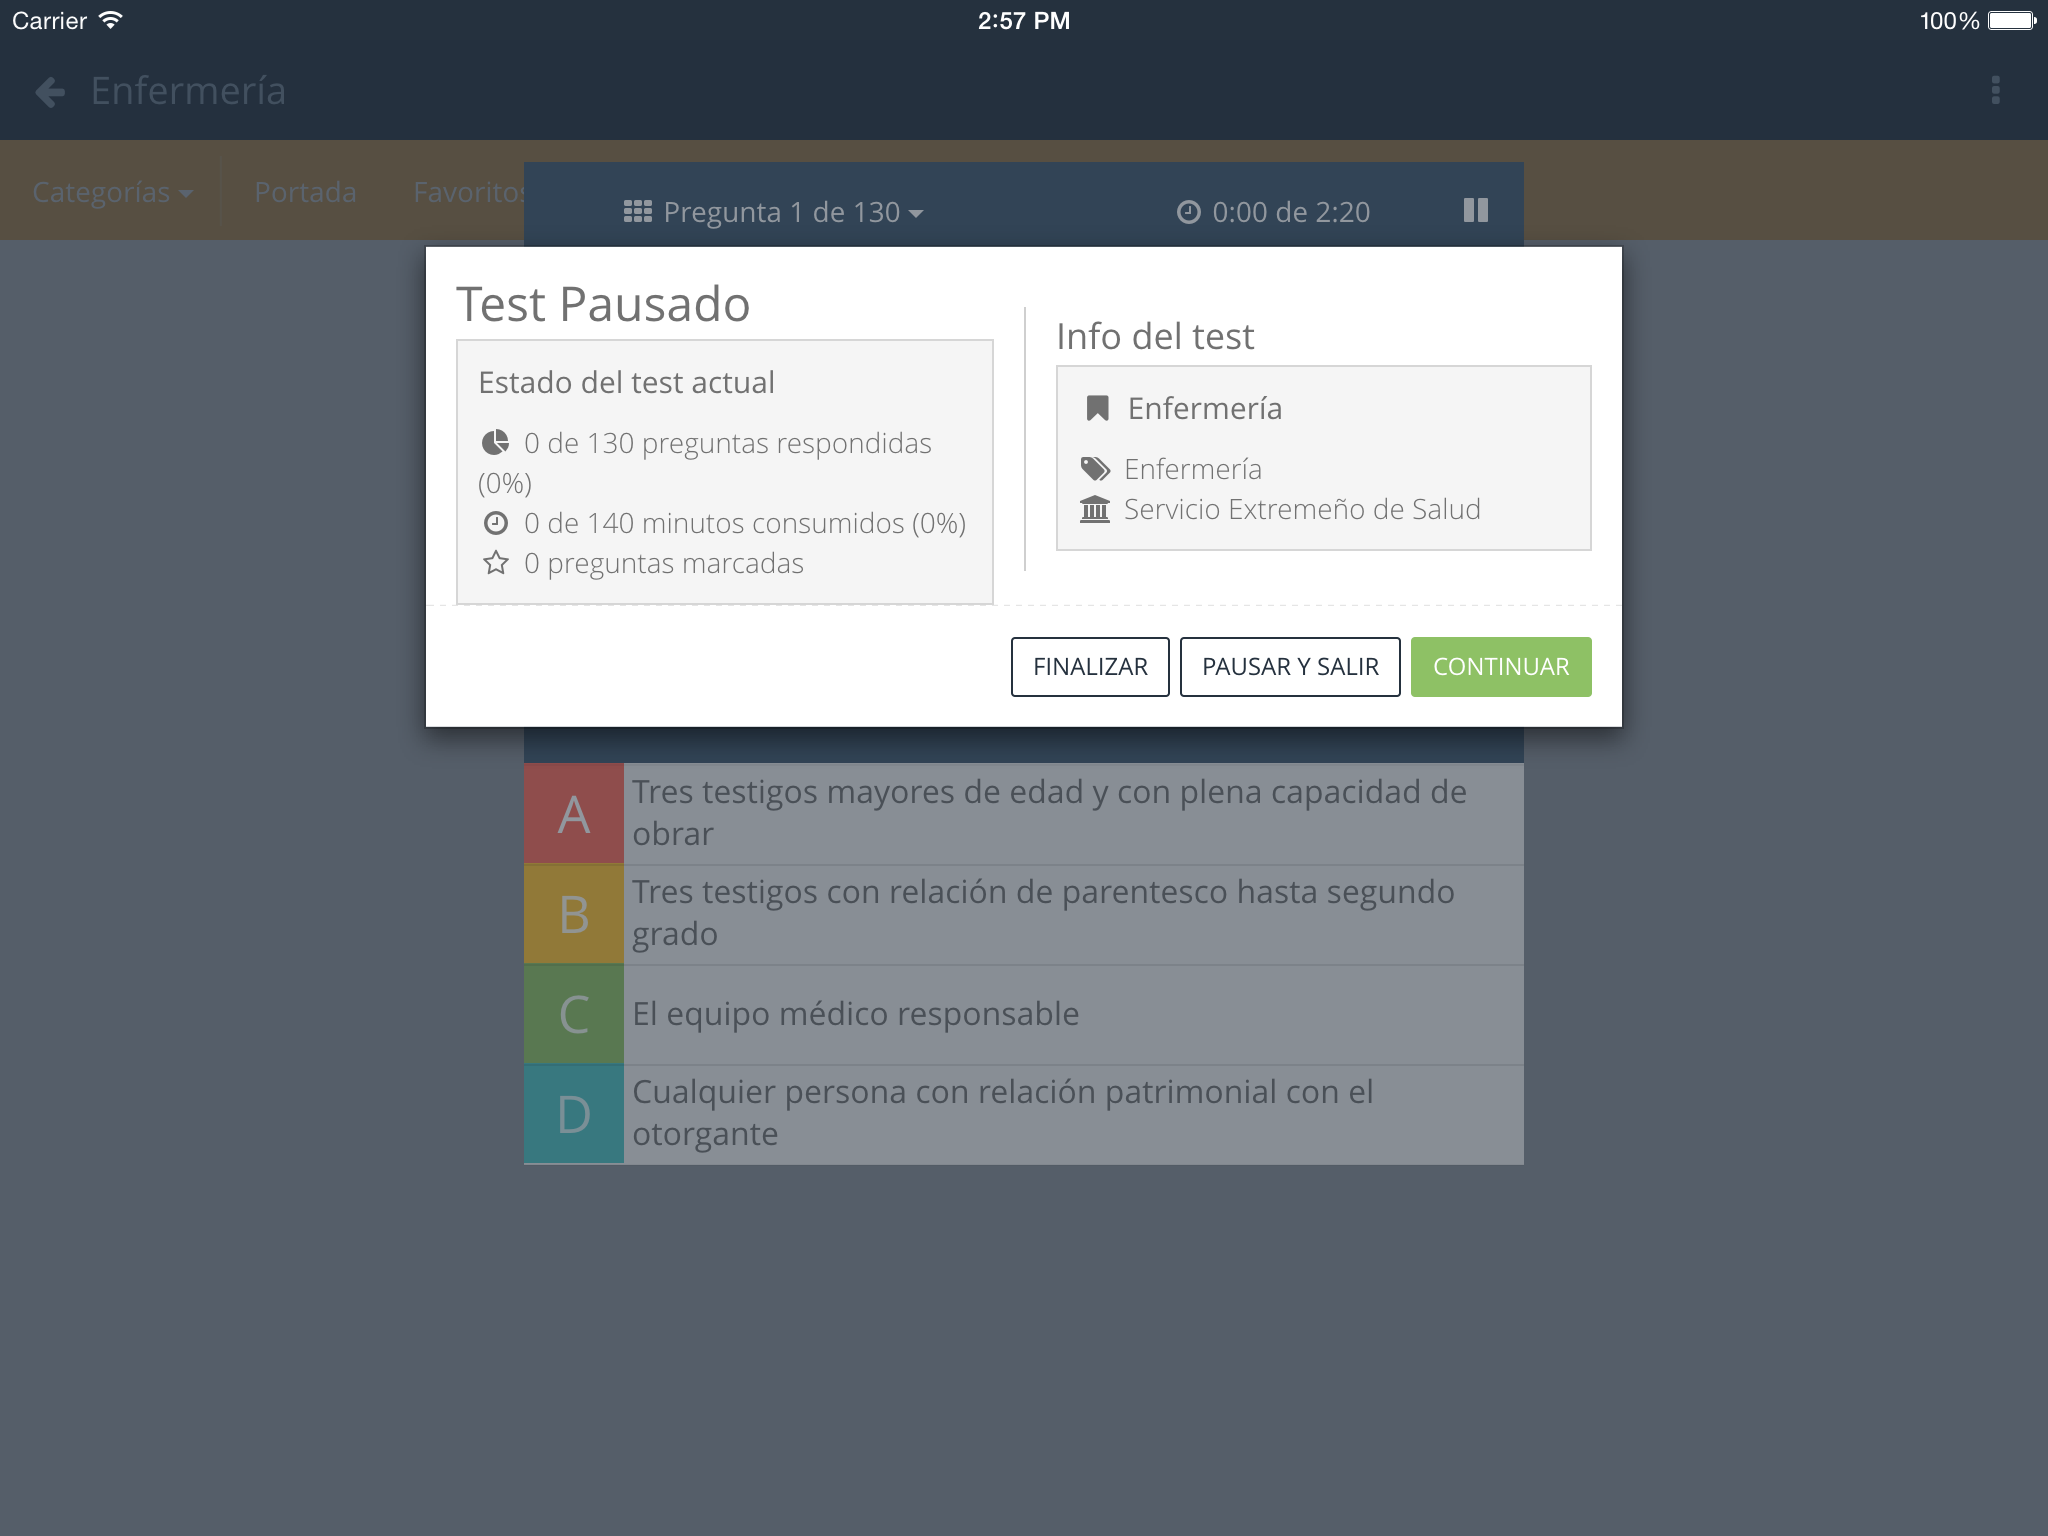 Carrier
2:57 PM
100%
Enfermería
Categorías
Portada
Favoritos
Pregunta 1 de 130
0:00 de 2:20
Test Pausado
Estado del test actual
0 de 130 preguntas respondidas
(0%)
0 de 140 minutos consumidos (0%)
0 preguntas marcadas
Info del test
Enfermería
Enfermería
Servicio Extremeño de Salud
FINALIZAR
PAUSAR Y SALIR
CONTINUAR
A
Tres testigos mayores de edad y con plena capacidad de
obrar
B
Tres testigos con relación de parentesco hasta segundo
grado
C
El equipo médico responsable
D
Cualquier persona con relación patrimonial con el
otorgante